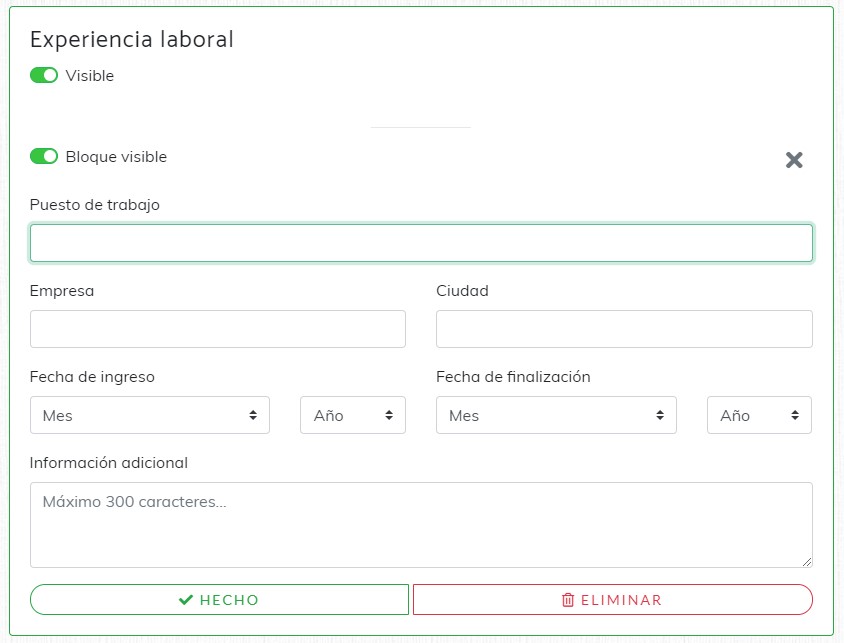 Experiencia laboral
Visible
Bloque visible
Puesto de trabajo
Empresa Ciudad
Fecha de ingreso Fecha de finalización
Mes Año Mes Año
Información adicional
Máximo 300 caracteres...
HECHO ELIMINAR